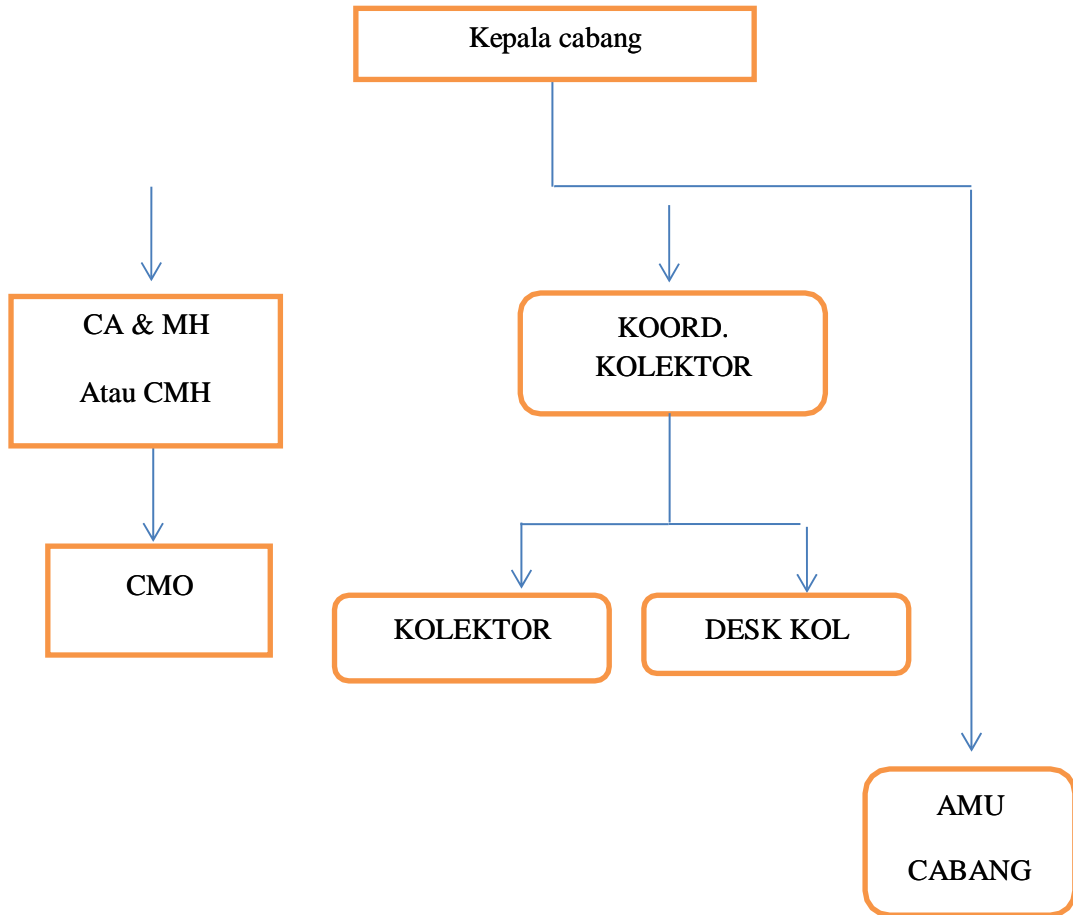 Kepala cabang
CA & MH
Atau CMH
KOORD.
KOLEKTOR
CMO
KOLEKTOR
DESK KOL
AMU
CABANG